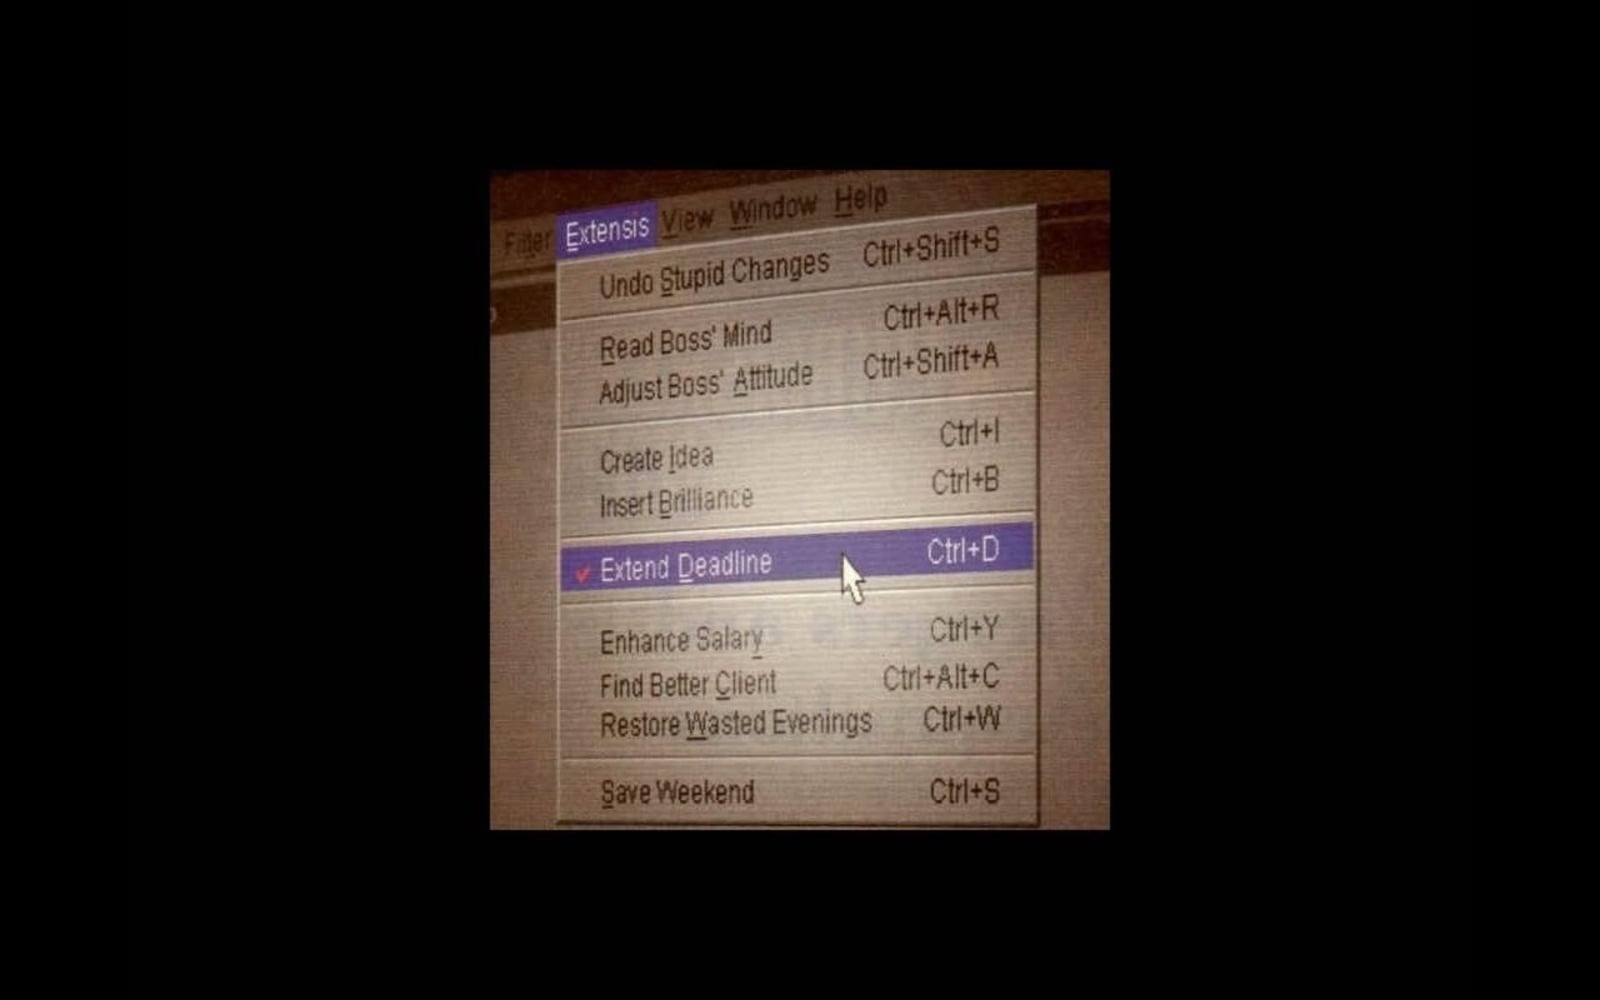 Filter Extensis View Window Help
Undo Stupid Changes Ctrl+Shift+S
Read Boss' Mind Ctrl+Alt+R
Adjust Boss' Attitude Ctrl+Shift+A
Create Idea Ctrl+I
Insert Brilliance Ctrl+B
Extend Deadline Ctrl+D
Enhance Salary Ctrl+Y
Find Better Client Ctrl+Alt+C
Restore Wasted Evenings Ctrl+W
Save Weekend Ctrl+S